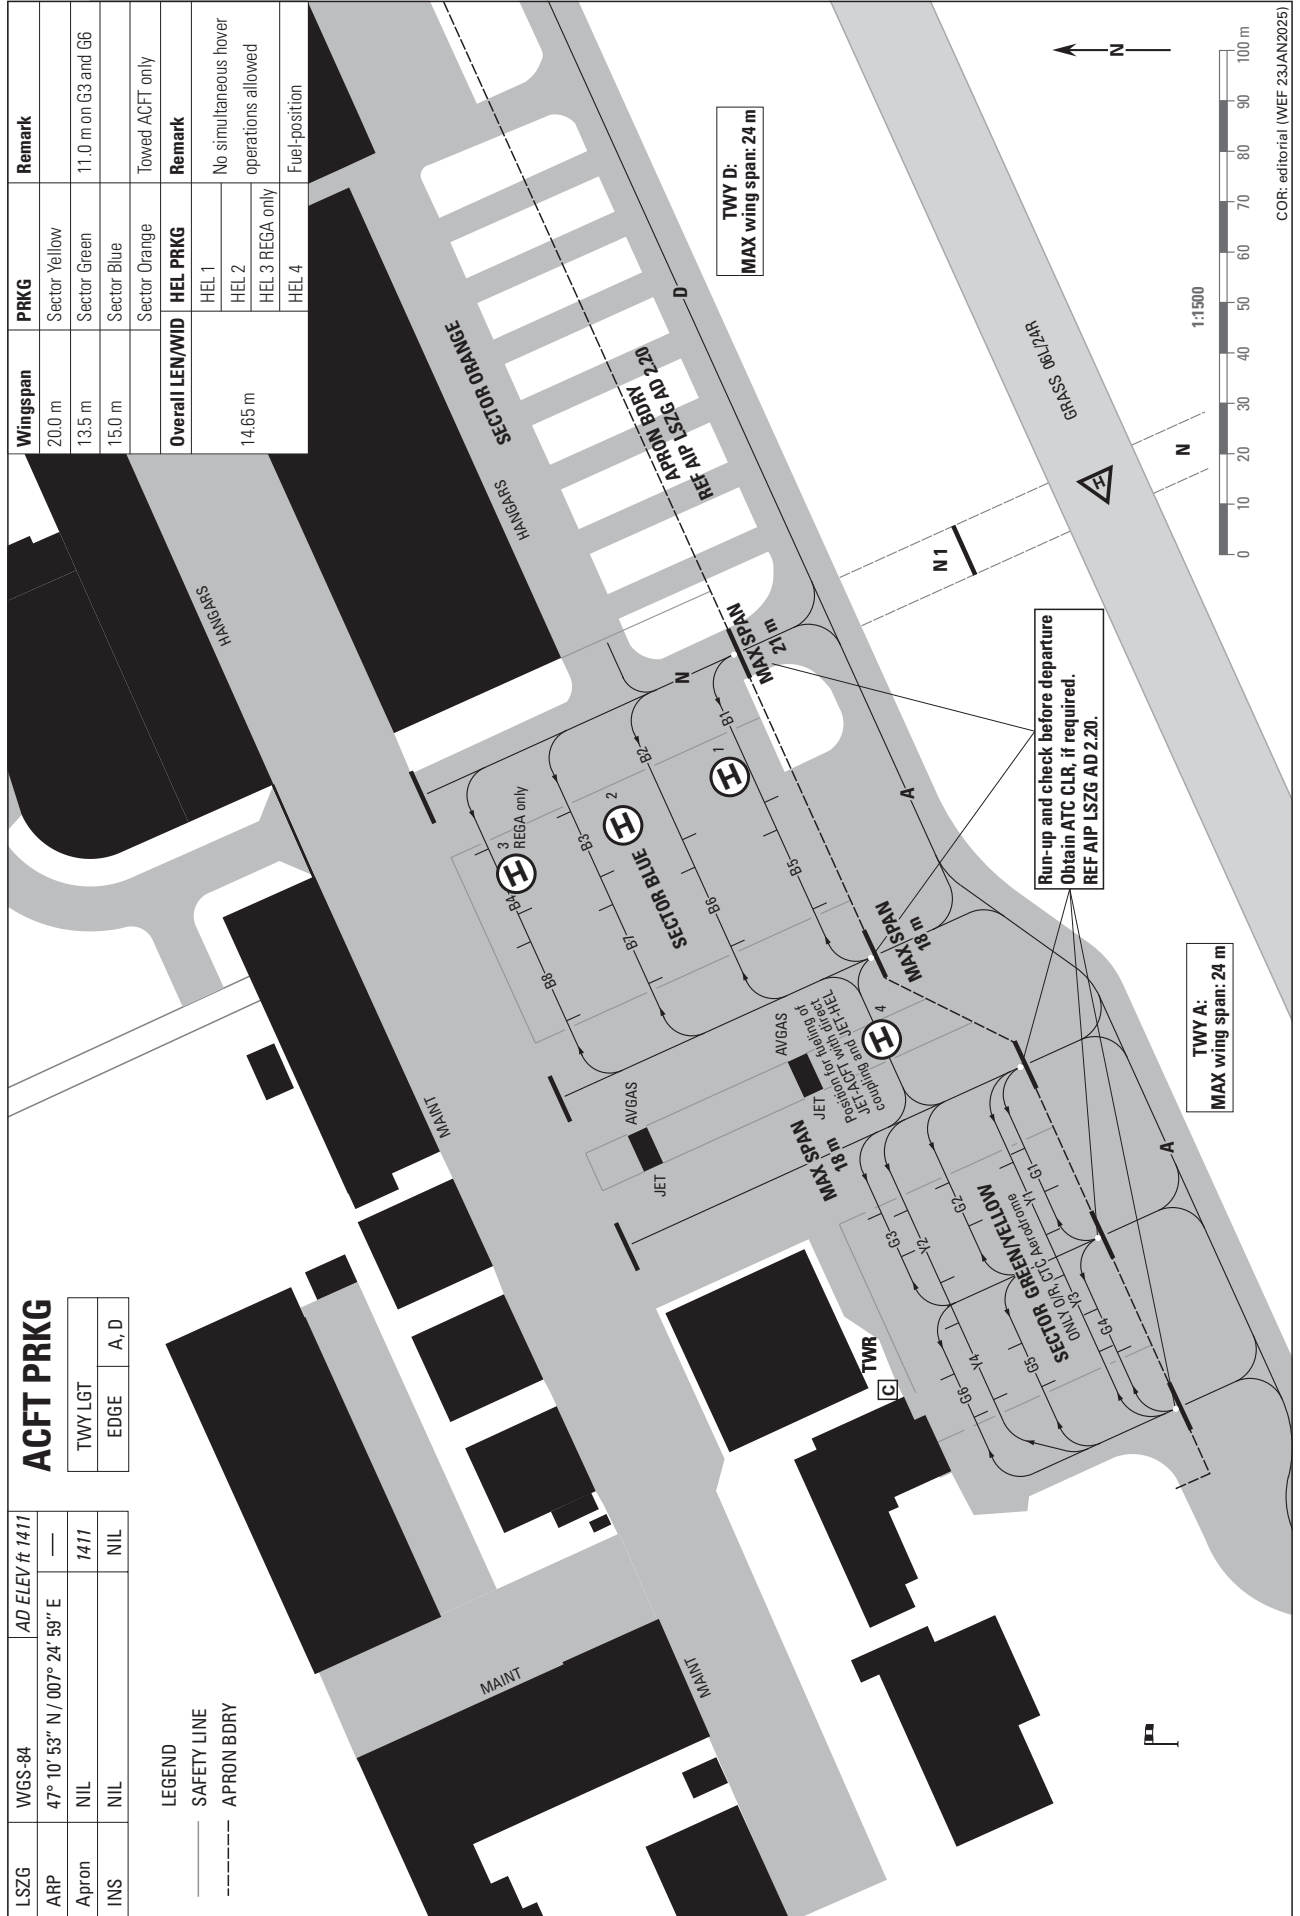 ACFT PRKG
LSZG WGS-84 AD ELEV ft 1411
ARP 47° 10' 53'' N / 007° 24' 59'' E —
Apron NIL 1411
INS NIL NIL
TWY LGT
EDGE A, D
LEGEND
SAFETY LINE
APRON BDRY
Wingspan PRKG Remark
20.0 m Sector Yellow
13.5 m Sector Green 11.0 m on G3 and G6
15.0 m Sector Blue
Sector Orange Towed ACFT only
Overall LEN/WID HEL PRKG Remark
14.65 m
HEL 1
HEL 2
HEL 3 REGA only
No simultaneous hover
operations allowed
HEL 4 Fuel-position
HANGARS
HANGARS
SECTOR ORANGE
MAINT
MAINT
MAINT
APRON BDRY
REF AIP LSZG AD 2.20
D
TWY D:
MAX wing span: 24 m
N
MAX SPAN
21 m
B1
B2
B3
B4
B5
B6
B7
B8
SECTOR BLUE
H 1
H 2
H 3
REGA only
H 4
AVGAS
JET
AVGAS
JET
Position for fueling of
JET-ACFT with direct
coupling and JET-HEL
MAX SPAN
18 m
MAX SPAN
18 m
A
A
G1
G2
G3
G4
G5
G6
Y1
Y2
Y3
Y4
SECTOR GREEN/YELLOW
ONLY O/R, CTC Aerodrome
TWR
C
Run-up and check before departure
Obtain ATC CLR, if required.
REF AIP LSZG AD 2.20.
TWY A:
MAX wing span: 24 m
N1
N
H
GRASS 06L/24R
N
1:1500
0 10 20 30 40 50 60 70 80 90 100 m
COR: editorial (WEF 23JAN2025)